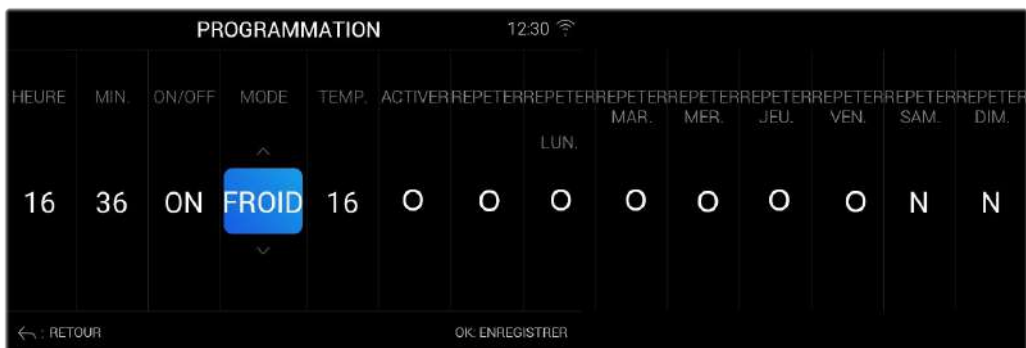 PROGRAMMATION 12:30
HEURE MIN. ON/OFF MODE TEMP. ACTIVER REPETER REPETER REPETER REPETER REPETER REPETER REPETER REPETER
MAR. MER. JEU. VEN. SAM. DIM.
LUN.
16 36 ON FROID 16 O O O O O O O N N
: RETOUR OK: ENREGISTRER